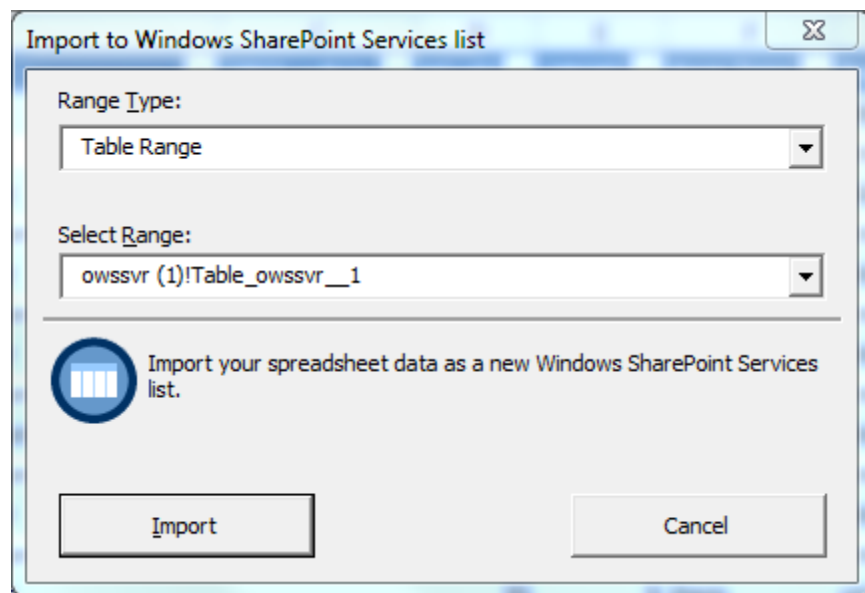 Import to Windows SharePoint Services list
Range Type:
Table Range
Select Range:
owssvr (1)!Table_owssvr__1
Import your spreadsheet data as a new Windows SharePoint Services
list.
Import
Cancel